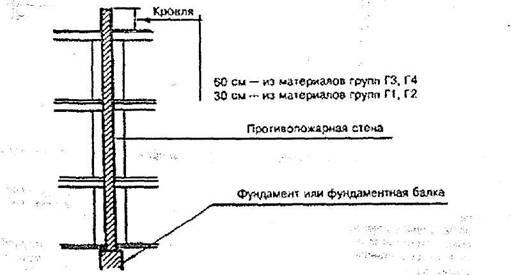 Кровля
60 см — из материалов групп Г3, Г4
30 см — из материалов групп Г1, Г2
Противопожарная стена
Фундамент или фундаментная балка